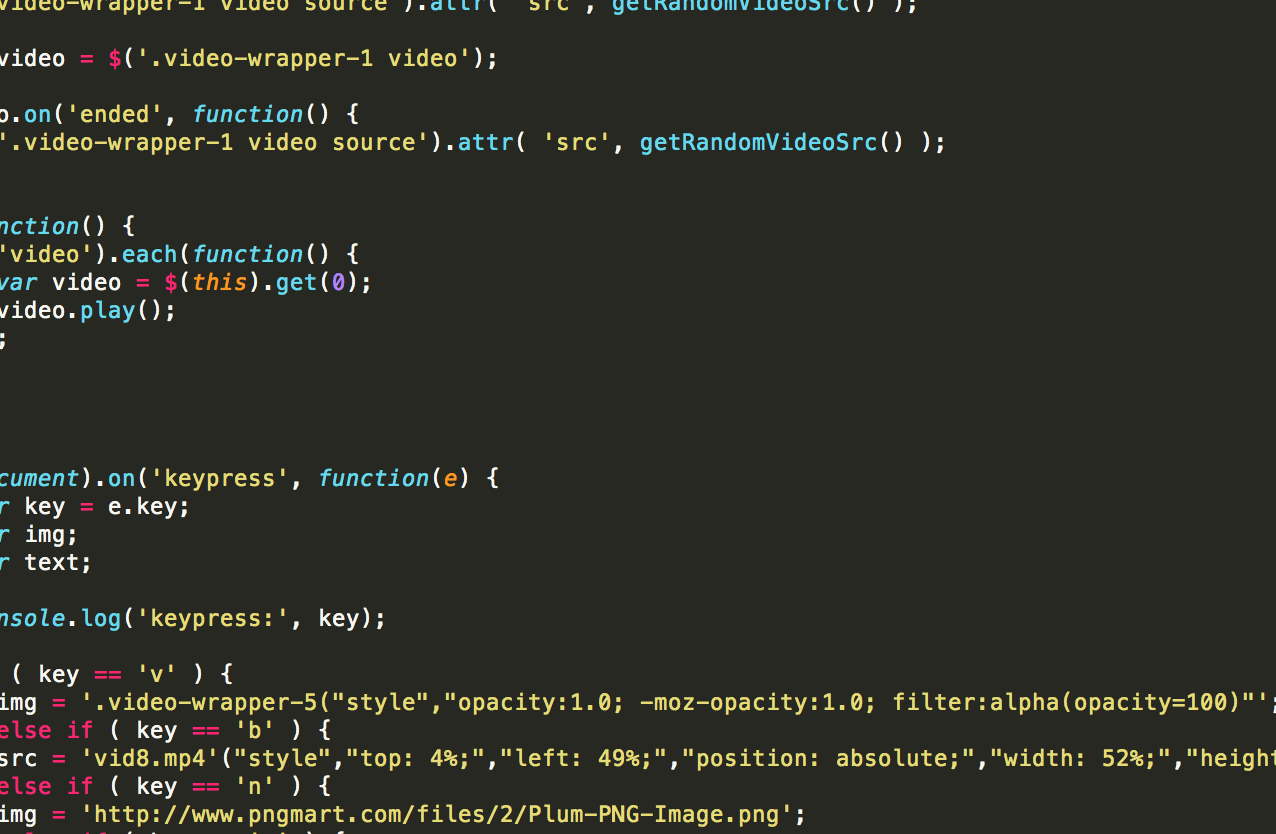 video-wrapper-1 video source').attr( 'src', getRandomVideoSrc() );
video = $('.video-wrapper-1 video');
o.on('ended', function() {
'.video-wrapper-1 video source').attr( 'src', getRandomVideoSrc() );
nction() {
'video').each(function() {
var video = $(this).get(0);
video.play();
;
cument).on('keypress', function(e) {
r key = e.key;
r img;
r text;
nsole.log('keypress:', key);
( key == 'v' ) {
img = '.video-wrapper-5("style","opacity:1.0; -moz-opacity:1.0; filter:alpha(opacity=100)"';
else if ( key == 'b' ) {
src = 'vid8.mp4'("style","top: 4%;","left: 49%;","position: absolute;","width: 52%;","height
else if ( key == 'n' ) {
img = 'http://www.pngmart.com/files/2/Plum-PNG-Image.png';